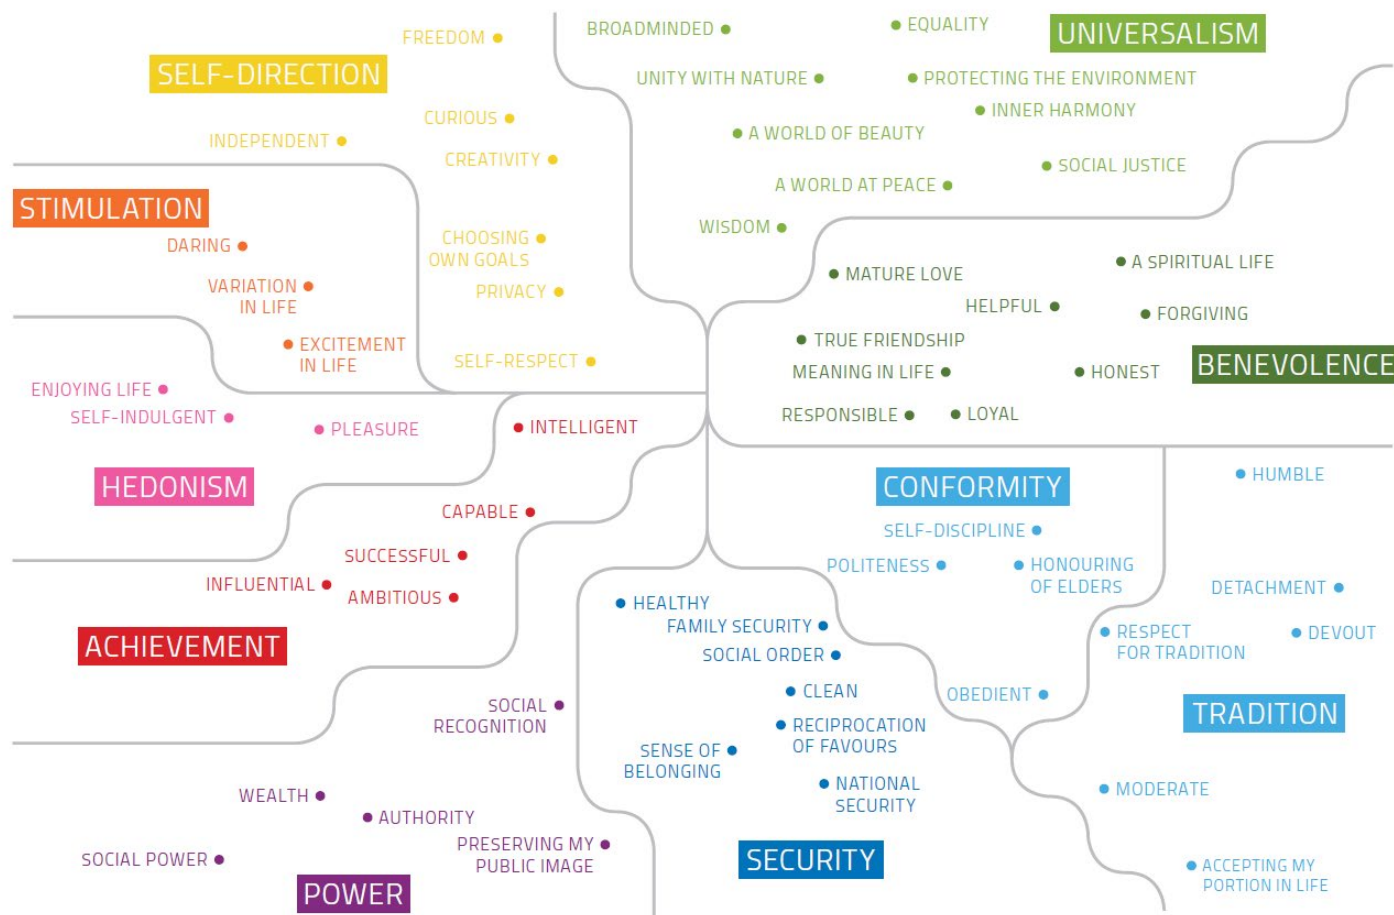 FREEDOM
SELF-DIRECTION
CURIOUS
INDEPENDENT
CREATIVITY
CHOOSING
OWN GOALS
PRIVACY
SELF-RESPECT
BROADMINDED
EQUALITY
UNIVERSALISM
UNITY WITH NATURE
PROTECTING THE ENVIRONMENT
INNER HARMONY
A WORLD OF BEAUTY
SOCIAL JUSTICE
A WORLD AT PEACE
WISDOM
STIMULATION
DARING
VARIATION
IN LIFE
EXCITEMENT
IN LIFE
MATURE LOVE
A SPIRITUAL LIFE
HELPFUL
FORGIVING
TRUE FRIENDSHIP
MEANING IN LIFE
HONEST
BENEVOLENCE
RESPONSIBLE
LOYAL
ENJOYING LIFE
SELF-INDULGENT
PLEASURE
HEDONISM
INTELLIGENT
CAPABLE
SUCCESSFUL
INFLUENTIAL
AMBITIOUS
ACHIEVEMENT
CONFORMITY
SELF-DISCIPLINE
POLITENESS
HONOURING
OF ELDERS
OBEDIENT
HUMBLE
DETACHMENT
RESPECT
FOR TRADITION
DEVOUT
TRADITION
MODERATE
ACCEPTING MY
PORTION IN LIFE
HEALTHY
FAMILY SECURITY
SOCIAL ORDER
CLEAN
RECIPROCATION
OF FAVOURS
SENSE OF
BELONGING
NATIONAL
SECURITY
SECURITY
SOCIAL
RECOGNITION
WEALTH
AUTHORITY
PRESERVING MY
PUBLIC IMAGE
SOCIAL POWER
POWER